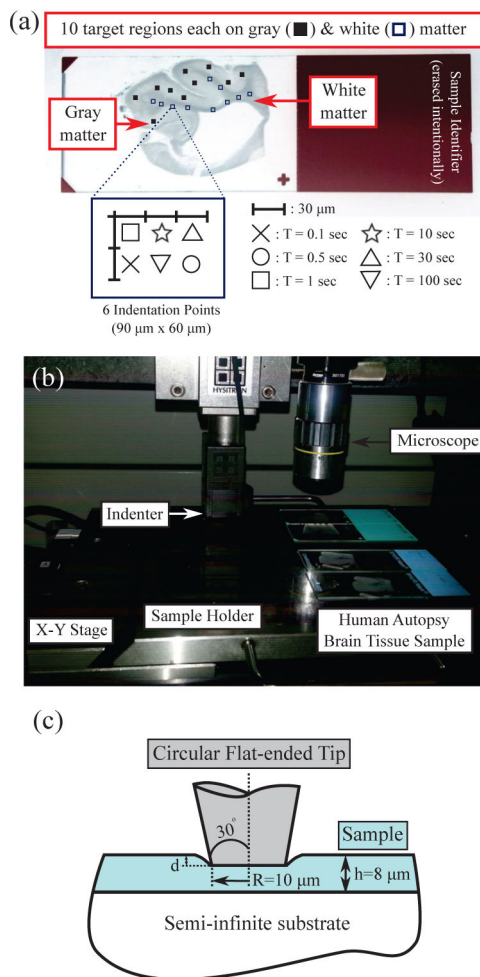 (a)
10 target regions each on gray (■) & white (□) matter
Gray
matter
White
matter
Sample Identifier
(erased intentionally)
: 30 μm
: T = 0.1 sec
: T = 10 sec
: T = 0.5 sec
: T = 30 sec
: T = 1 sec
: T = 100 sec
6 Indentation Points
(90 μm x 60 μm)
(b)
HYSITRON
Microscope
Indenter
X-Y Stage
Sample Holder
Human Autopsy
Brain Tissue Sample
(c)
Circular Flat-ended Tip
30°
Sample
d
R=10 μm
h=8 μm
Semi-infinite substrate